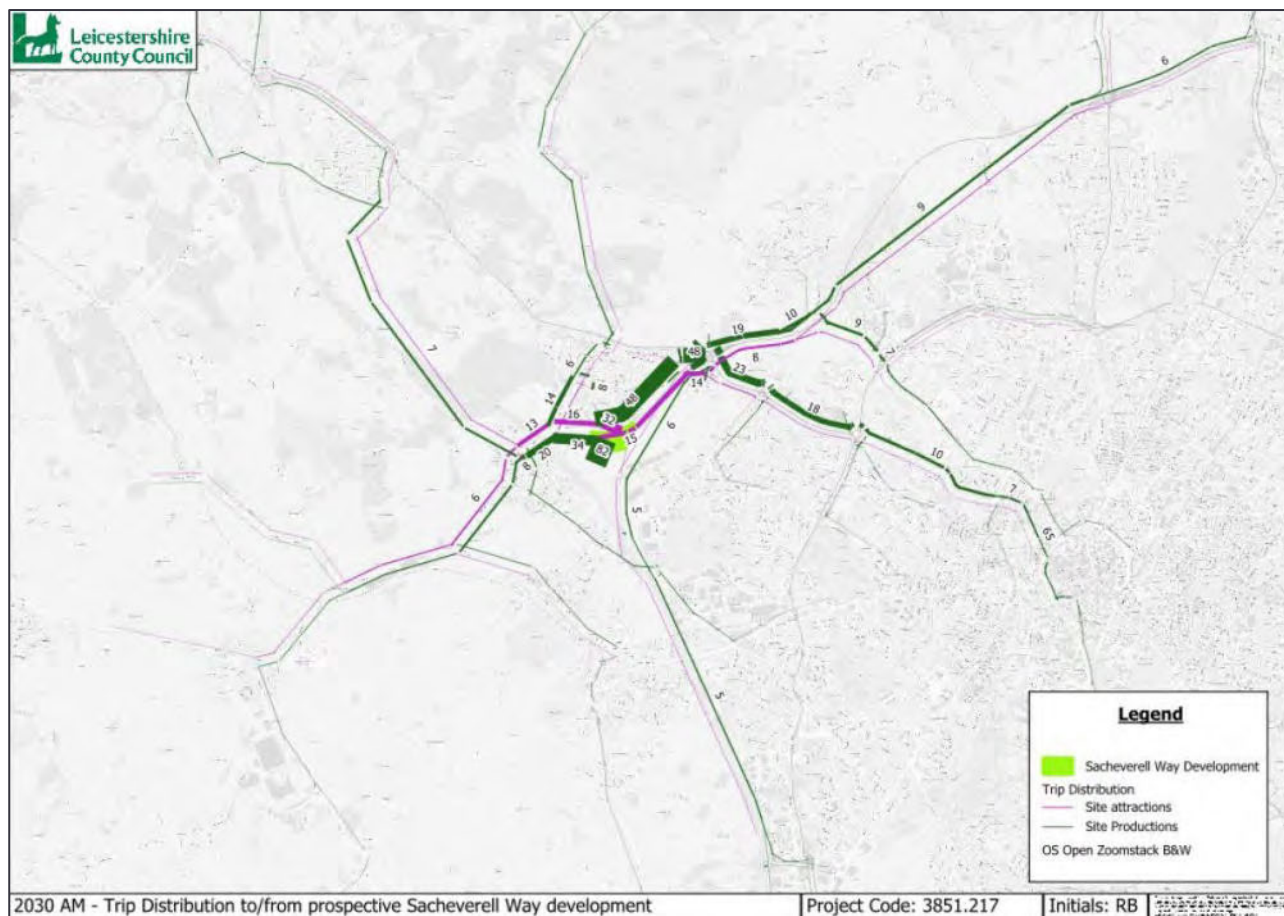 Leicestershire
County Council
6
9
10
9
7
19
8
48
14
23
18
10
7
65
6
8
14
16
32
48
15
13
34
82
20
8
7
6
6
5
5
Legend
Sacheverell Way Development
Trip Distribution
Site attractions
Site Productions
OS Open Zoomstack B&W
2030 AM - Trip Distribution to/from prospective Sacheverell Way development
Project Code: 3851.217
Initials: RB